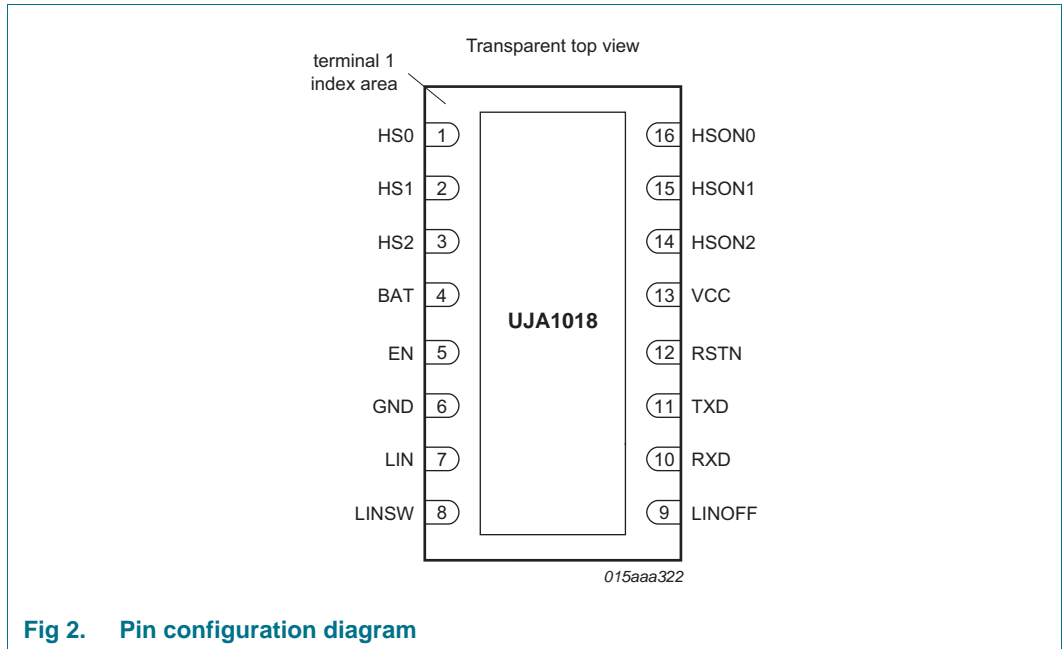 Transparent top view
terminal 1
index area
HS0 1
16 HSON0
HS1 2
15 HSON1
HS2 3
14 HSON2
BAT 4
13 VCC
UJA1018
EN 5
12 RSTN
GND 6
11 TXD
LIN 7
10 RXD
LINSW 8
9 LINOFF
015aaa322
Fig 2. Pin configuration diagram